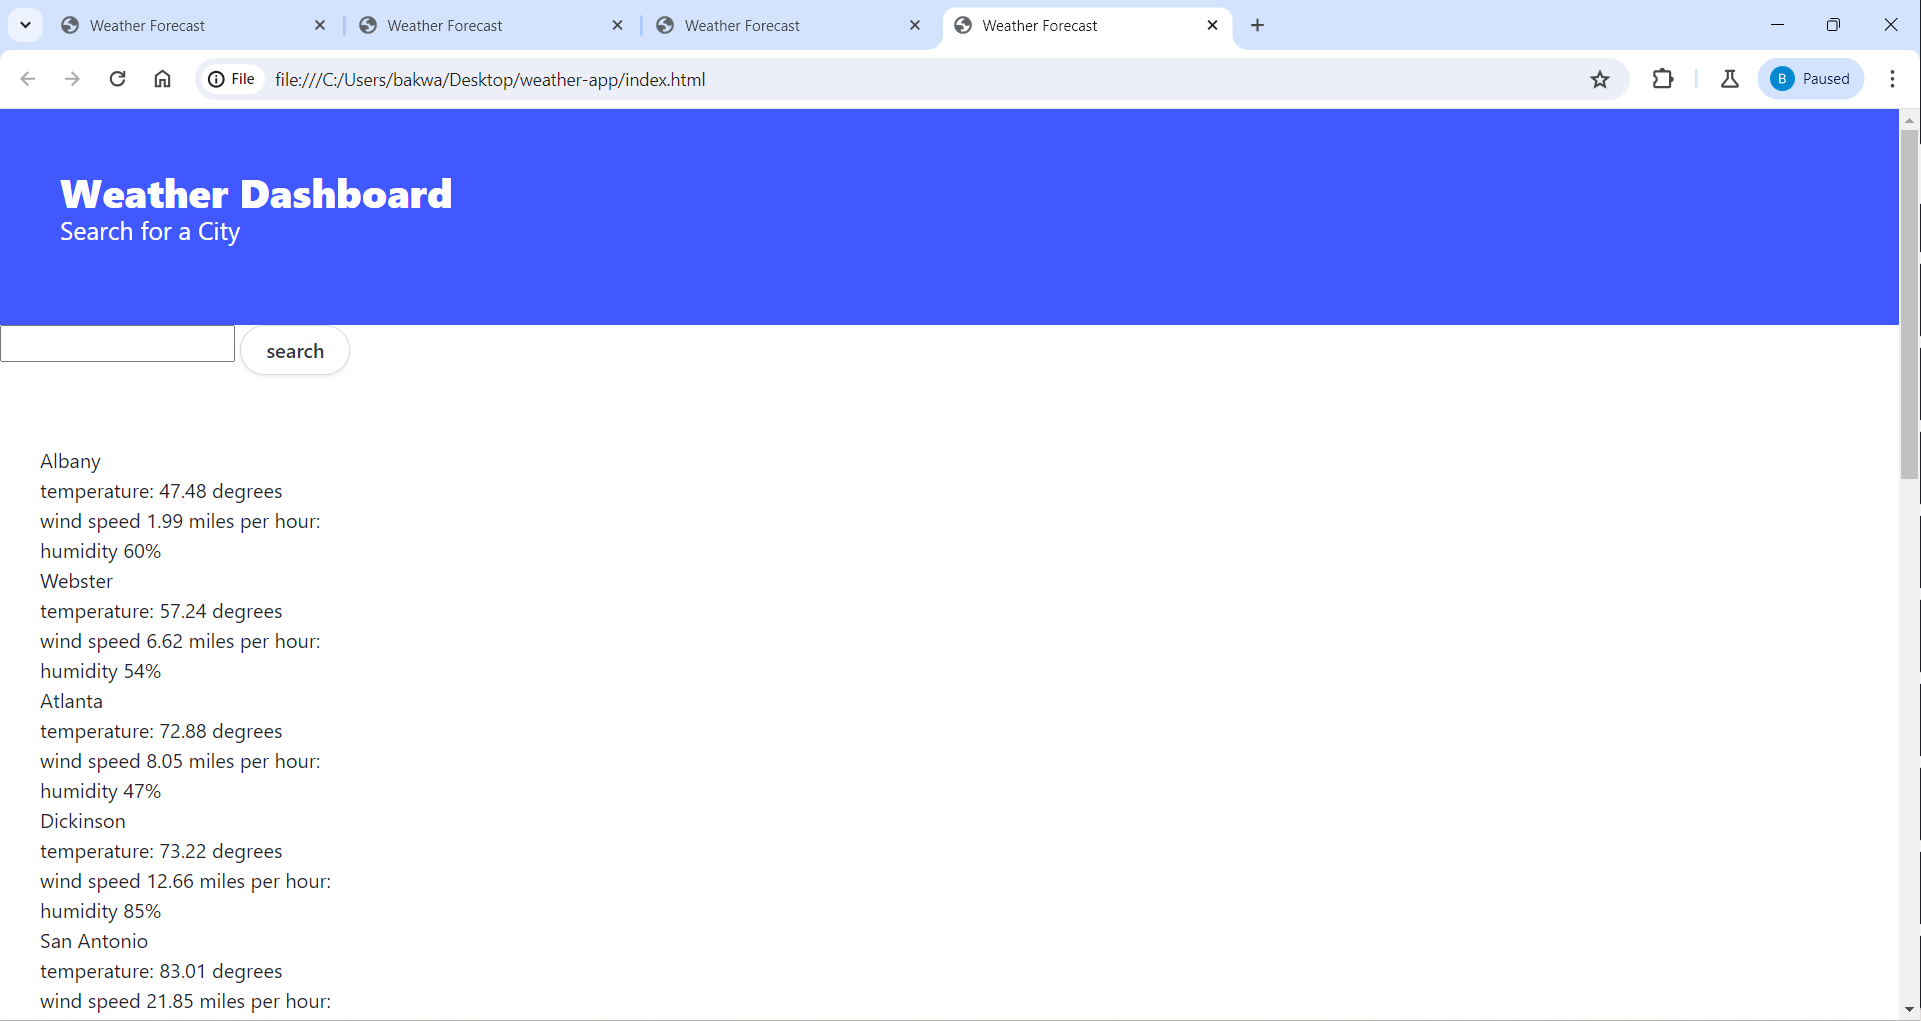 Weather Forecast
Weather Forecast
Weather Forecast
Weather Forecast
File file:///C:/Users/bakwa/Desktop/weather-app/index.html B Paused
Weather Dashboard
Search for a City
search
Albany
temperature: 47.48 degrees
wind speed 1.99 miles per hour:
humidity 60%
Webster
temperature: 57.24 degrees
wind speed 6.62 miles per hour:
humidity 54%
Atlanta
temperature: 72.88 degrees
wind speed 8.05 miles per hour:
humidity 47%
Dickinson
temperature: 73.22 degrees
wind speed 12.66 miles per hour:
humidity 85%
San Antonio
temperature: 83.01 degrees
wind speed 21.85 miles per hour: